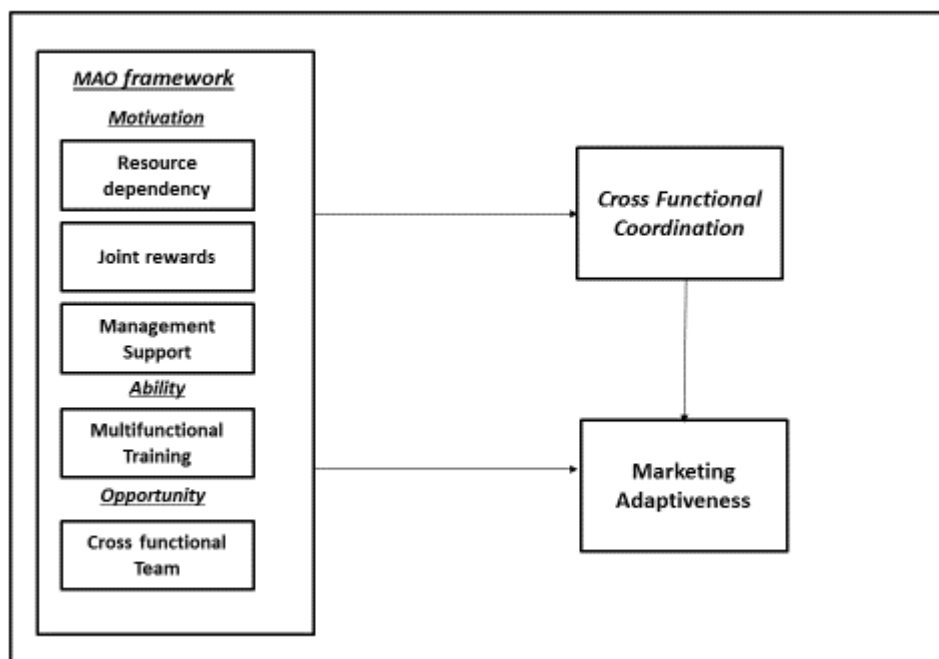 MAO framework
Motivation
Resource
dependency
Joint rewards
Management
Support
Ability
Multifunctional
Training
Opportunity
Cross functional
Team
Cross Functional
Coordination
Marketing
Adaptiveness